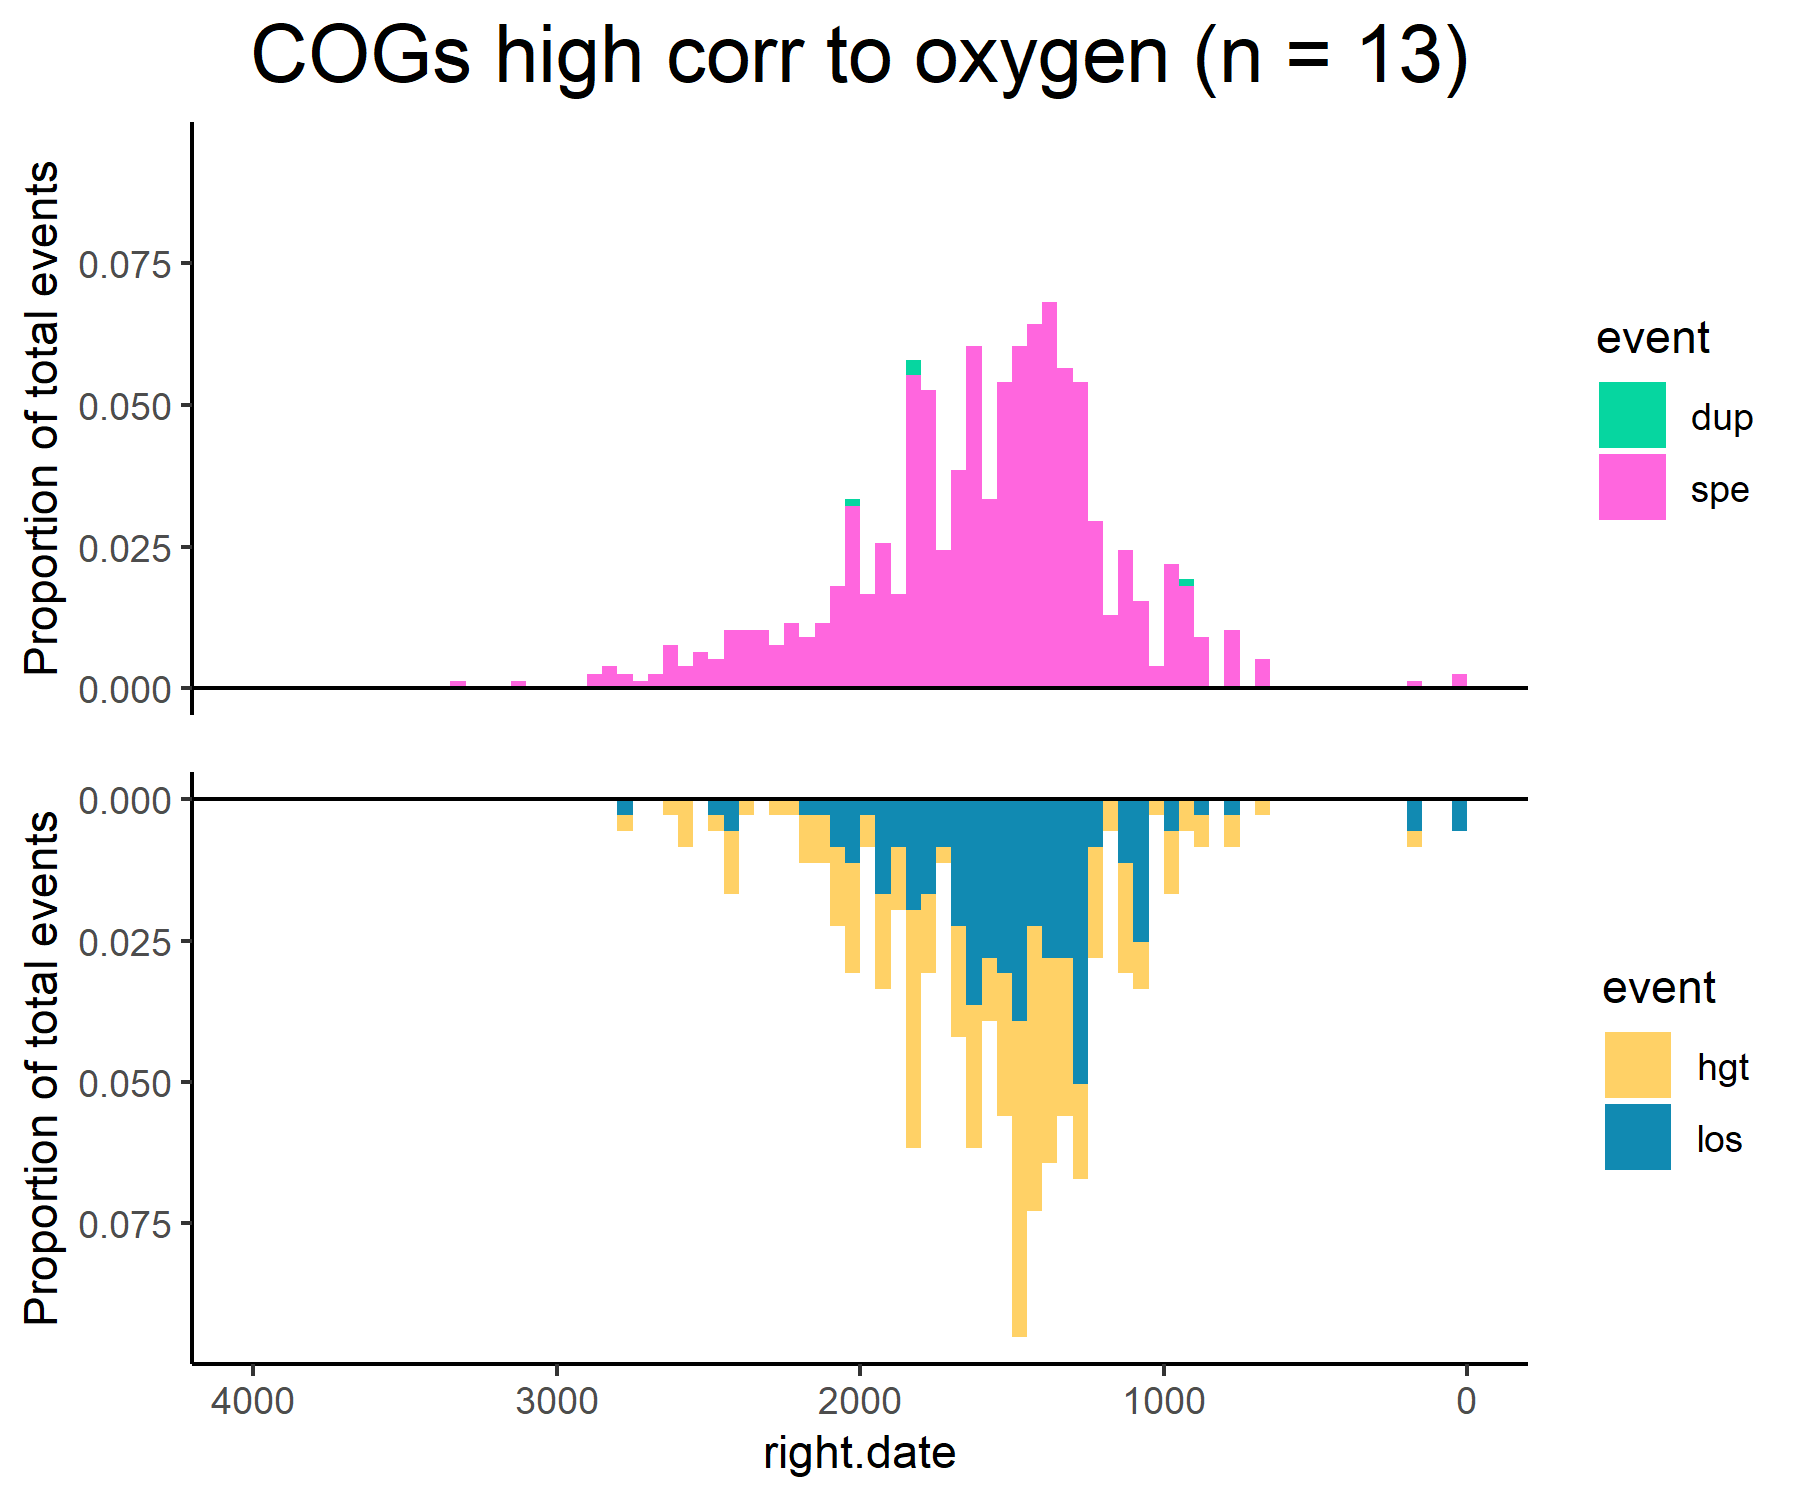 COGs high corr to oxygen (n = 13)
Proportion of total events
0.075
0.050
0.025
0.000
event
dup
spe
Proportion of total events
0.000
0.025
0.050
0.075
event
hgt
los
4000 3000 2000 1000 0
right.date